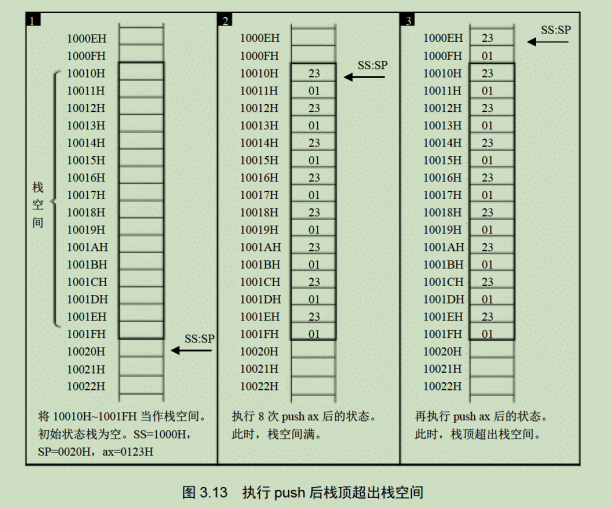 1
1000EH
1000FH
10010H
10011H
10012H
10013H
10014H
10015H
10016H
10017H
10018H
10019H
1001AH
1001BH
1001CH
1001DH
1001EH
1001FH
10020H
10021H
10022H
栈空间
SS:SP
将 10010H~1001FH 当作栈空间。
初始状态栈为空。SS=1000H,
SP=0020H,ax=0123H
2
1000EH
1000FH
10010H 23
10011H 01
10012H 23
10013H 01
10014H 23
10015H 01
10016H 23
10017H 01
10018H 23
10019H 01
1001AH 23
1001BH 01
1001CH 23
1001DH 01
1001EH 23
1001FH 01
10020H
10021H
10022H
SS:SP
执行 8 次 push ax 后的状态。
此时,栈空间满。
3
1000EH 23
1000FH 01
10010H 23
10011H 01
10012H 23
10013H 01
10014H 23
10015H 01
10016H 23
10017H 01
10018H 23
10019H 01
1001AH 23
1001BH 01
1001CH 23
1001DH 01
1001EH 23
1001FH 01
10020H
10021H
10022H
SS:SP
再执行 push ax 后的状态。
此时,栈顶超出栈空间。
图 3.13 执行 push 后栈顶超出栈空间